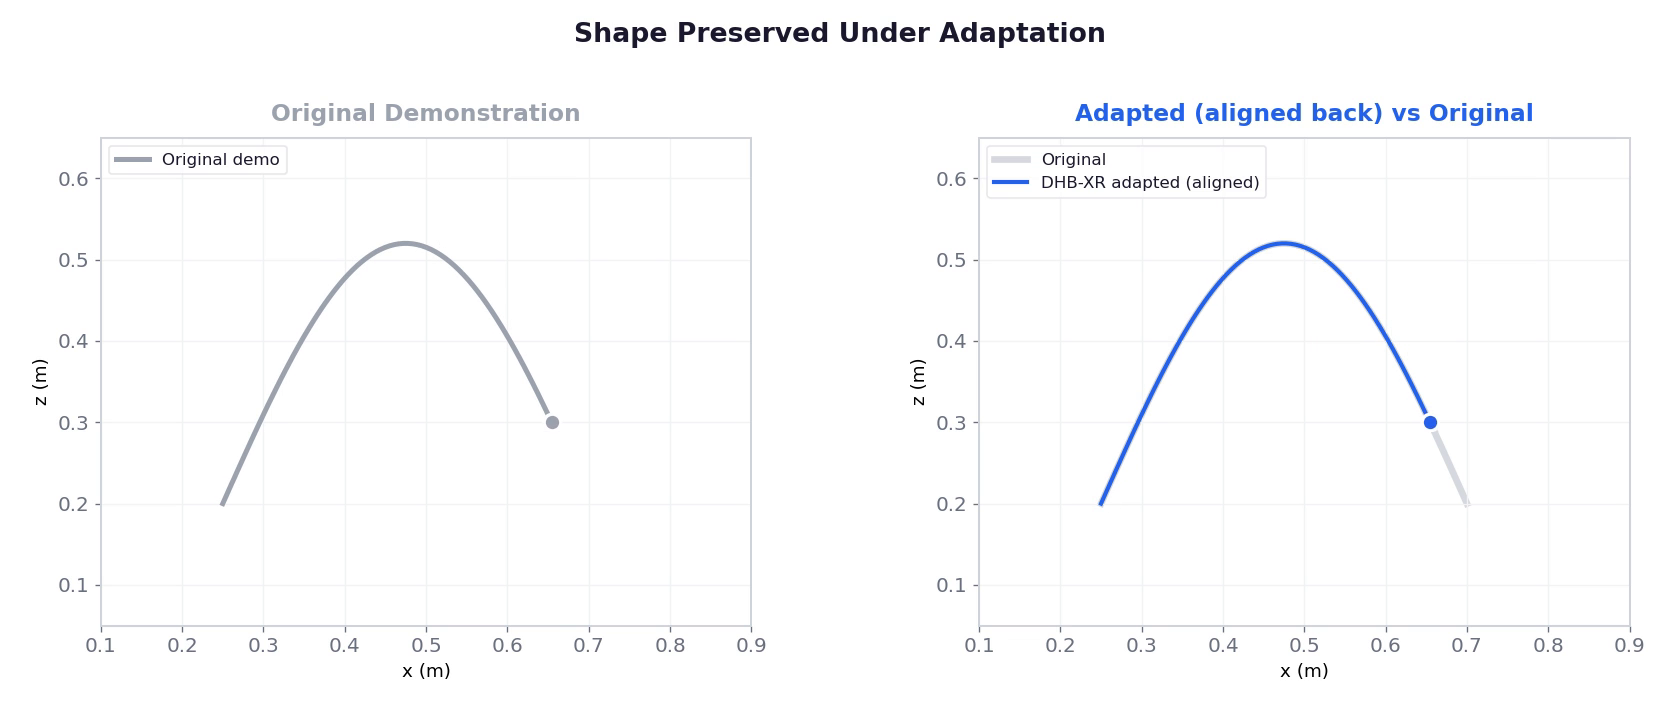 Shape Preserved Under Adaptation
Original Demonstration
Original demo
z (m)
0.6
0.5
0.4
0.3
0.2
0.1
0.1 0.2 0.3 0.4 0.5 0.6 0.7 0.8 0.9
x (m)
Adapted (aligned back) vs Original
Original
DHB-XR adapted (aligned)
z (m)
0.6
0.5
0.4
0.3
0.2
0.1
0.1 0.2 0.3 0.4 0.5 0.6 0.7 0.8 0.9
x (m)